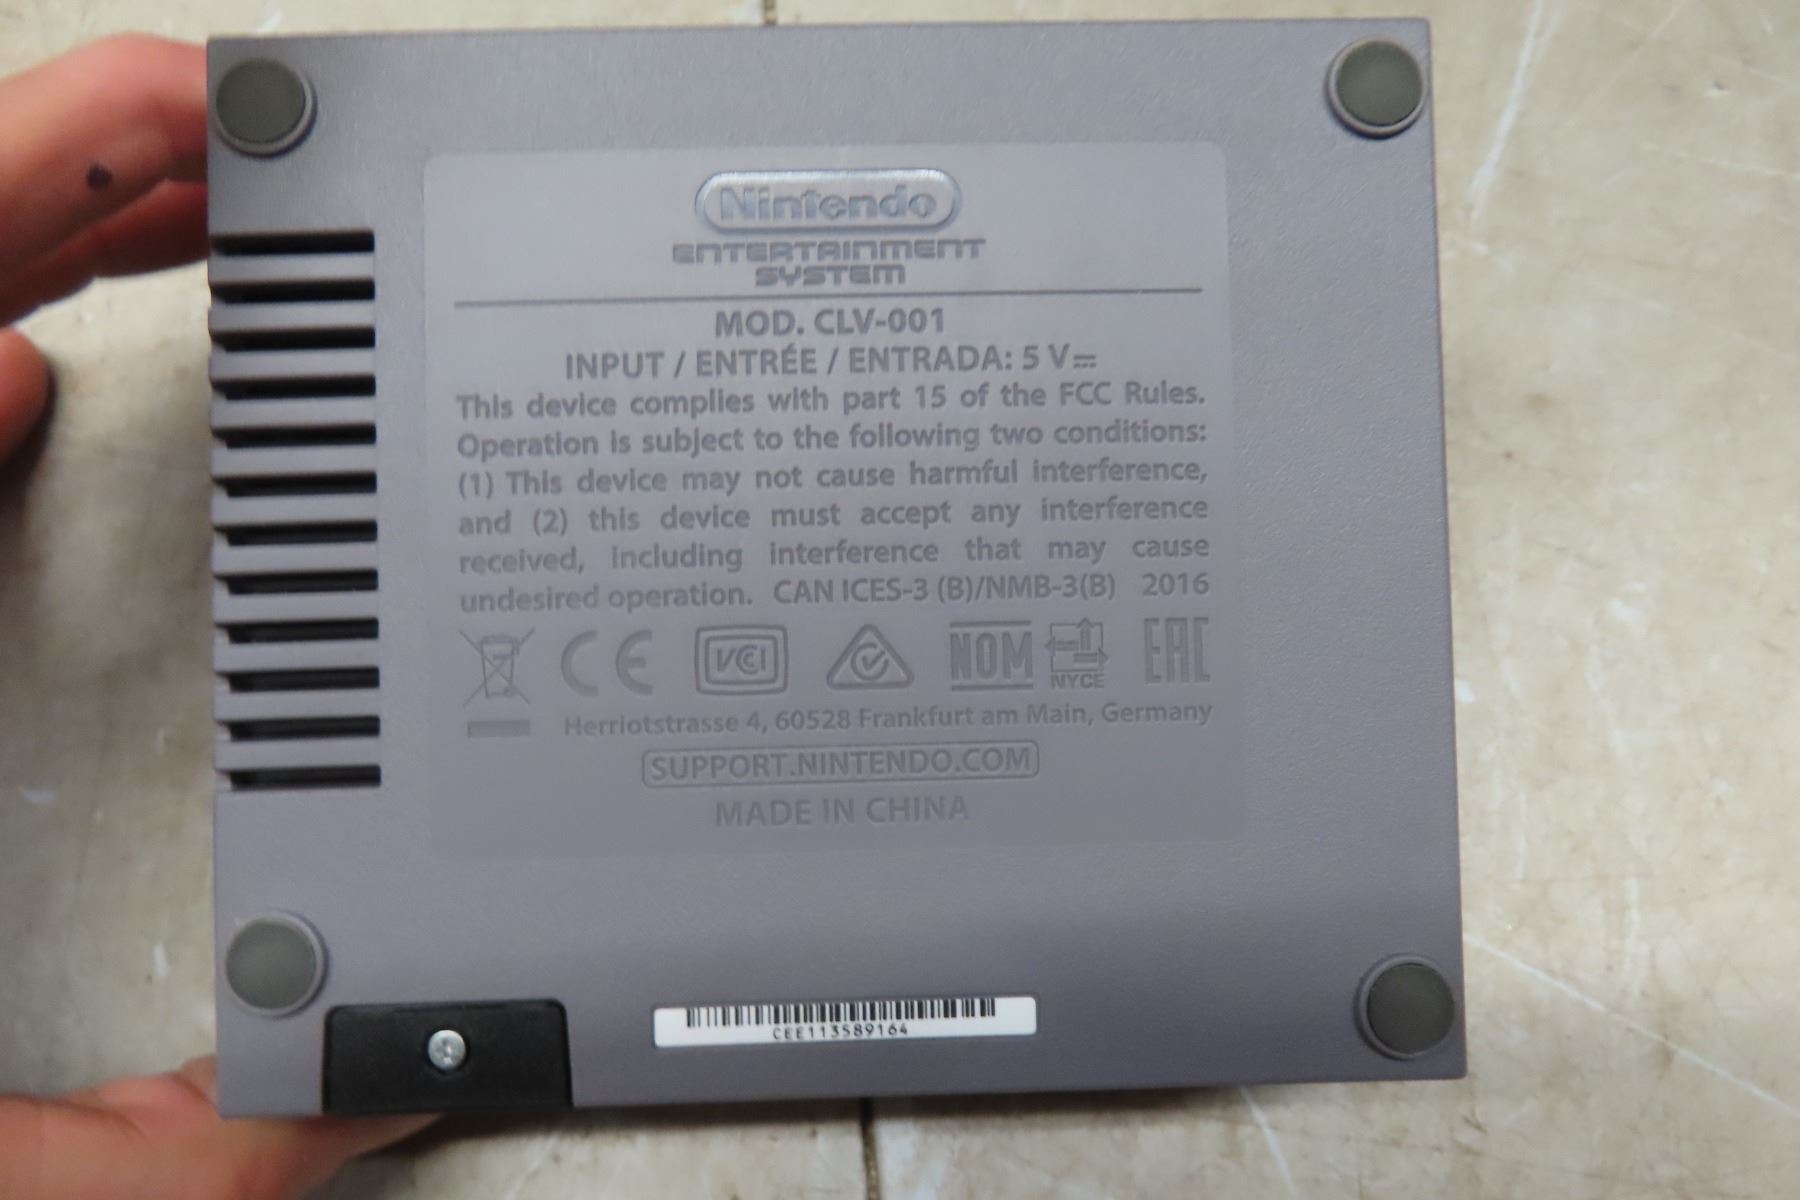 Nintendo
ENTERTAINMENT
SYSTEM
MOD. CLV-001
INPUT / ENTRÉE / ENTRADA: 5 V⎓
This device complies with part 15 of the FCC Rules.
Operation is subject to the following two conditions:
(1) This device may not cause harmful interference,
and (2) this device must accept any interference
received, including interference that may cause
undesired operation. CAN ICES-3 (B)/NMB-3(B) 2016
CE VCI NOM NYCE EAC
Herriotstrasse 4, 60528 Frankfurt am Main, Germany
SUPPORT.NINTENDO.COM
MADE IN CHINA
CEE113589164